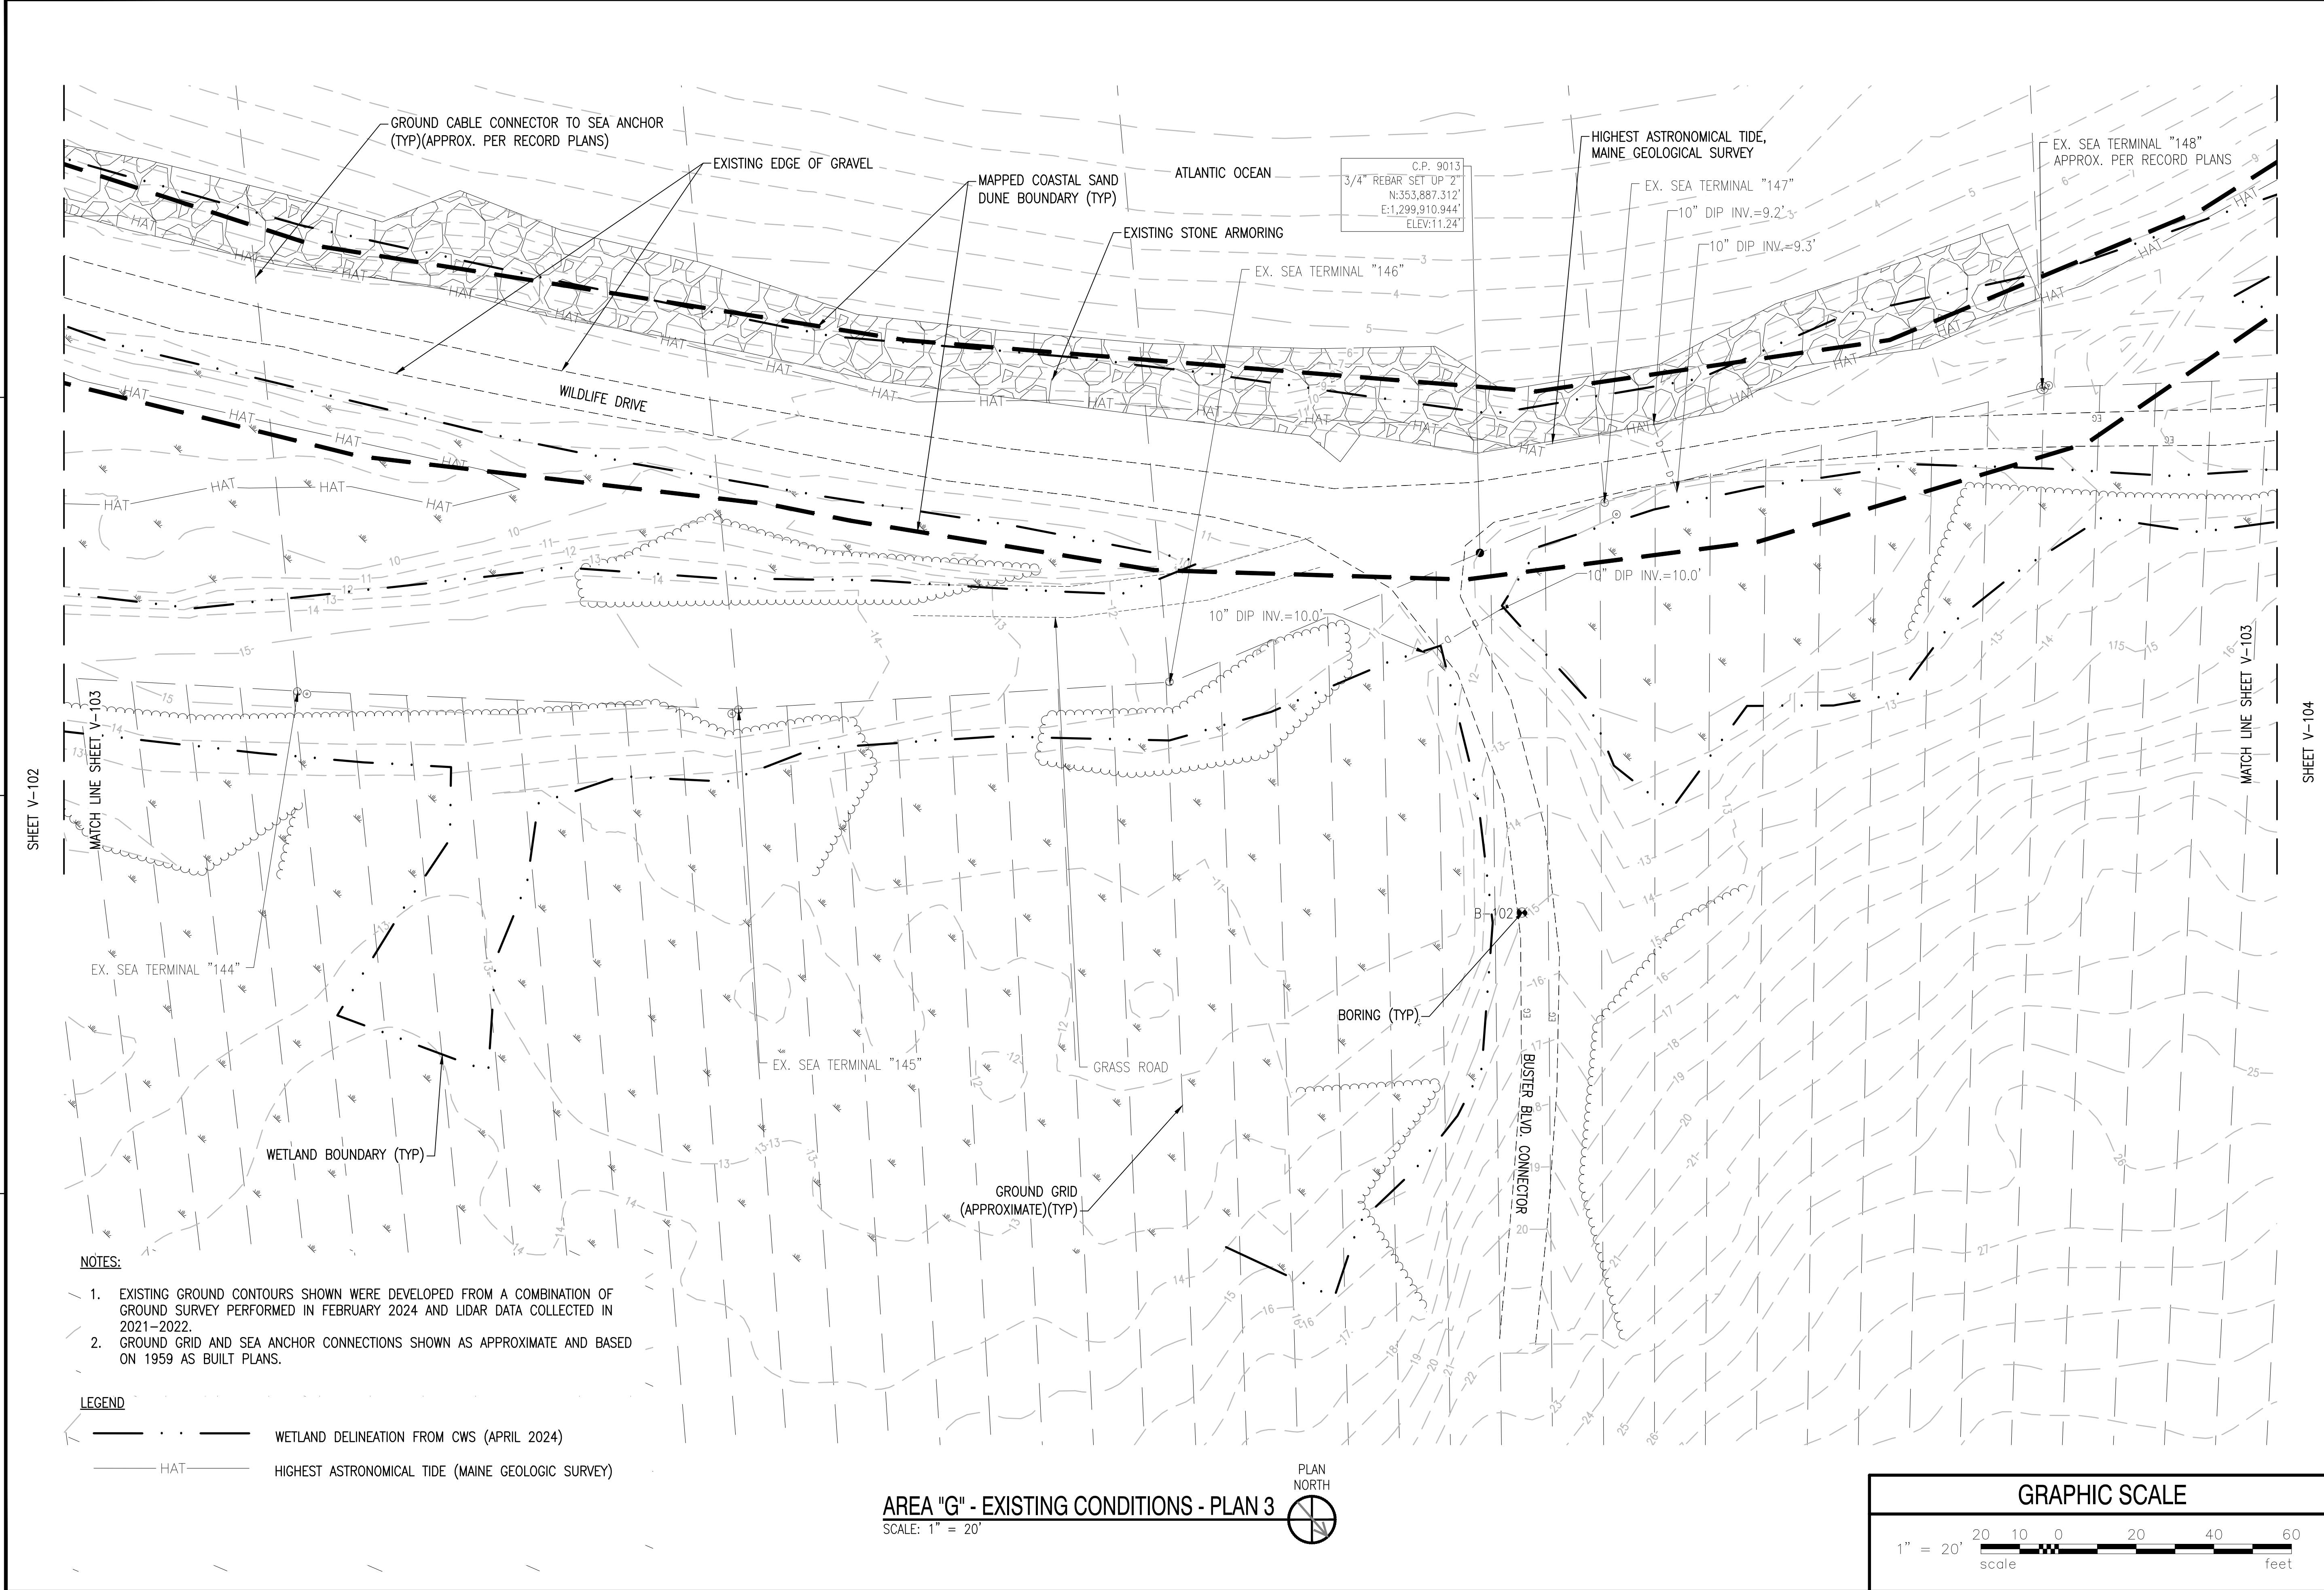 GROUND CABLE CONNECTOR TO SEA ANCHOR
(TYP)(APPROX. PER RECORD PLANS)
EXISTING EDGE OF GRAVEL
MAPPED COASTAL SAND
DUNE BOUNDARY (TYP)
ATLANTIC OCEAN
EXISTING STONE ARMORING
EX. SEA TERMINAL "146"
C.P. 9013
3/4" REBAR SET UP 2"
N:353,887.312'
E:1,299,910.944'
ELEV:11.24'
HIGHEST ASTRONOMICAL TIDE,
MAINE GEOLOGICAL SURVEY
EX. SEA TERMINAL "147"
10" DIP INV.=9.2'
10" DIP INV.=9.3'
EX. SEA TERMINAL "148"
APPROX. PER RECORD PLANS
WILDLIFE DRIVE
10" DIP INV.=10.0'
10" DIP INV.=10.0'
SHEET V-102
MATCH LINE SHEET V-103
MATCH LINE SHEET V-103
SHEET V-104
B-102
EX. SEA TERMINAL "144"
BORING (TYP)
EX. SEA TERMINAL "145"
GRASS ROAD
BUSTER BLVD. CONNECTOR
WETLAND BOUNDARY (TYP)
GROUND GRID
(APPROXIMATE)(TYP)
NOTES:
1. EXISTING GROUND CONTOURS SHOWN WERE DEVELOPED FROM A COMBINATION OF
GROUND SURVEY PERFORMED IN FEBRUARY 2024 AND LIDAR DATA COLLECTED IN
2021-2022.
2. GROUND GRID AND SEA ANCHOR CONNECTIONS SHOWN AS APPROXIMATE AND BASED
ON 1959 AS BUILT PLANS.
LEGEND
WETLAND DELINEATION FROM CWS (APRIL 2024)
HAT
HIGHEST ASTRONOMICAL TIDE (MAINE GEOLOGIC SURVEY)
PLAN
NORTH
AREA "G" - EXISTING CONDITIONS - PLAN 3
SCALE: 1" = 20'
GRAPHIC SCALE
1" = 20'
20 10 0 20 40 60
scale
feet